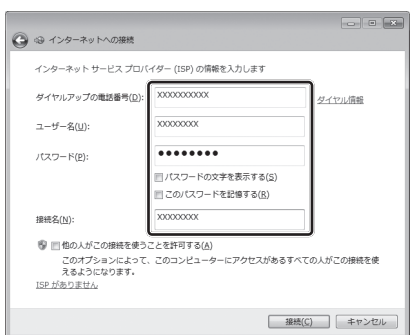 インターネットへの接続
インターネット サービス プロバイダー (ISP) の情報を入力します
ダイヤルアップの電話番号(D): XXXXXXXXXX ダイヤル情報
ユーザー名(U): XXXXXXXX
パスワード(P): ●●●●●●●●
パスワードの文字を表示する(S)
このパスワードを記憶する(R)
接続名(N): XXXXXXXX
他の人がこの接続を使うことを許可する(A)
このオプションによって、このコンピューターにアクセスがあるすべての人がこの接続を使
えるようになります。
ISP がありません
接続(C) キャンセル